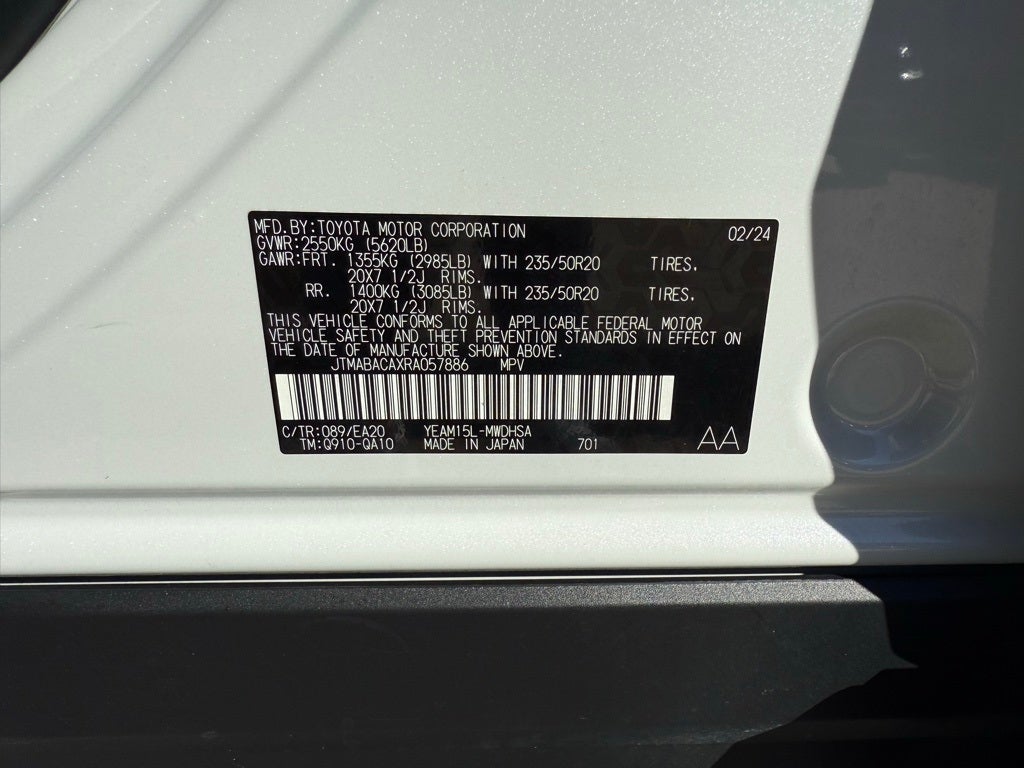 MFD.BY:TOYOTA MOTOR CORPORATION 02/24
GVWR:2550KG (5620LB)
GAWR:FRT. 1355KG (2985LB) WITH 235/50R20 TIRES,
20X7 1/2J RIMS.
RR. 1400KG (3085LB) WITH 235/50R20 TIRES,
20X7 1/2J RIMS.
THIS VEHICLE CONFORMS TO ALL APPLICABLE FEDERAL MOTOR
VEHICLE SAFETY AND THEFT PREVENTION STANDARDS IN EFFECT ON
THE DATE OF MANUFACTURE SHOWN ABOVE.
JTMABACAXRA057886 MPV
C/TR:089/EA20 YEAM15L-MWDHSA
TM:Q910-QA10 MADE IN JAPAN 701 AA